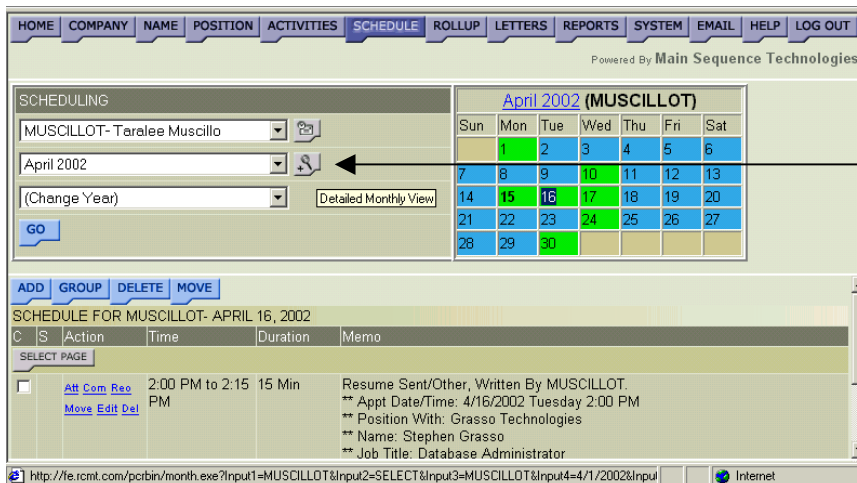 HOME COMPANY NAME POSITION ACTIVITIES SCHEDULE ROLLUP LETTERS REPORTS SYSTEM EMAIL HELP LOG OUT
Powered By Main Sequence Technologies
SCHEDULING
MUSCILLOT- Taralee Muscillo
April 2002
(Change Year)
Detailed Monthly View
GO
April 2002 (MUSCILLOT)
Sun Mon Tue Wed Thu Fri Sat
1 2 3 4 5 6
7 8 9 10 11 12 13
14 15 16 17 18 19 20
21 22 23 24 25 26 27
28 29 30
ADD GROUP DELETE MOVE
SCHEDULE FOR MUSCILLOT- APRIL 16, 2002
C S Action Time Duration Memo
SELECT PAGE
Att Com Reo 2:00 PM to 2:15 15 Min Resume Sent/Other, Written By MUSCILLOT.
Move Edit Del PM ** Appt Date/Time: 4/16/2002 Tuesday 2:00 PM
** Position With: Grasso Technologies
** Name: Stephen Grasso
** Job Title: Database Administrator
http://fe.rcmt.com/pcrbin/month.exe?Input1=MUSCILLOT&Input2=SELECT&Input3=MUSCILLOT&Input4=4/1/2002&Input Internet